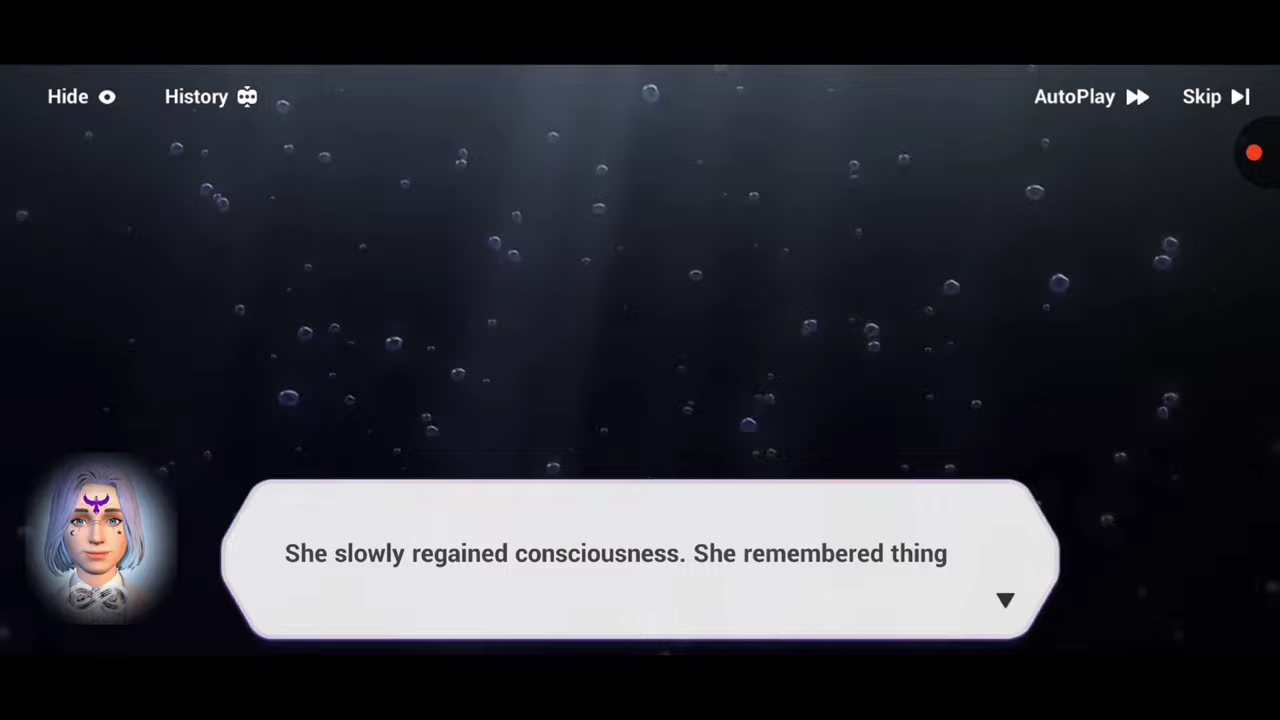 Hide
History
AutoPlay
Skip
She slowly regained consciousness. She remembered thing